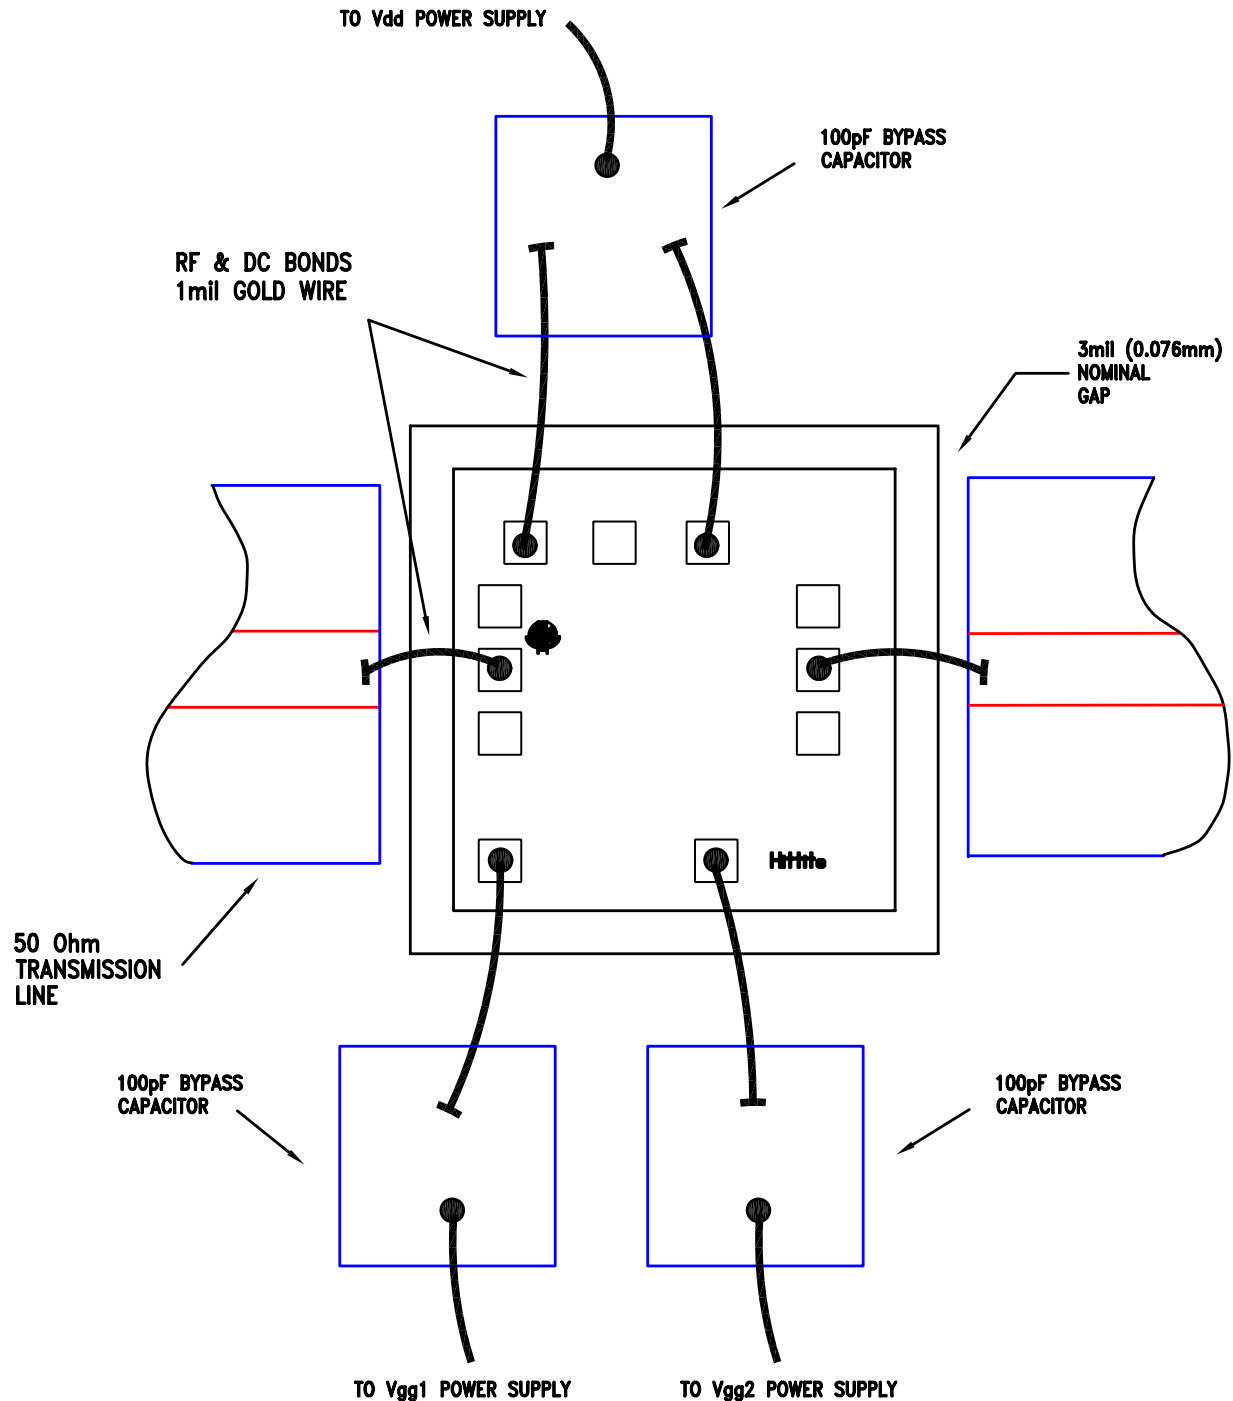 TO Vdd POWER SUPPLY
100pF BYPASS
CAPACITOR
RF & DC BONDS
1mil GOLD WIRE
3mil (0.076mm)
NOMINAL
GAP
Hittite
50 Ohm
TRANSMISSION
LINE
100pF BYPASS
CAPACITOR
100pF BYPASS
CAPACITOR
TO Vgg1 POWER SUPPLY
TO Vgg2 POWER SUPPLY